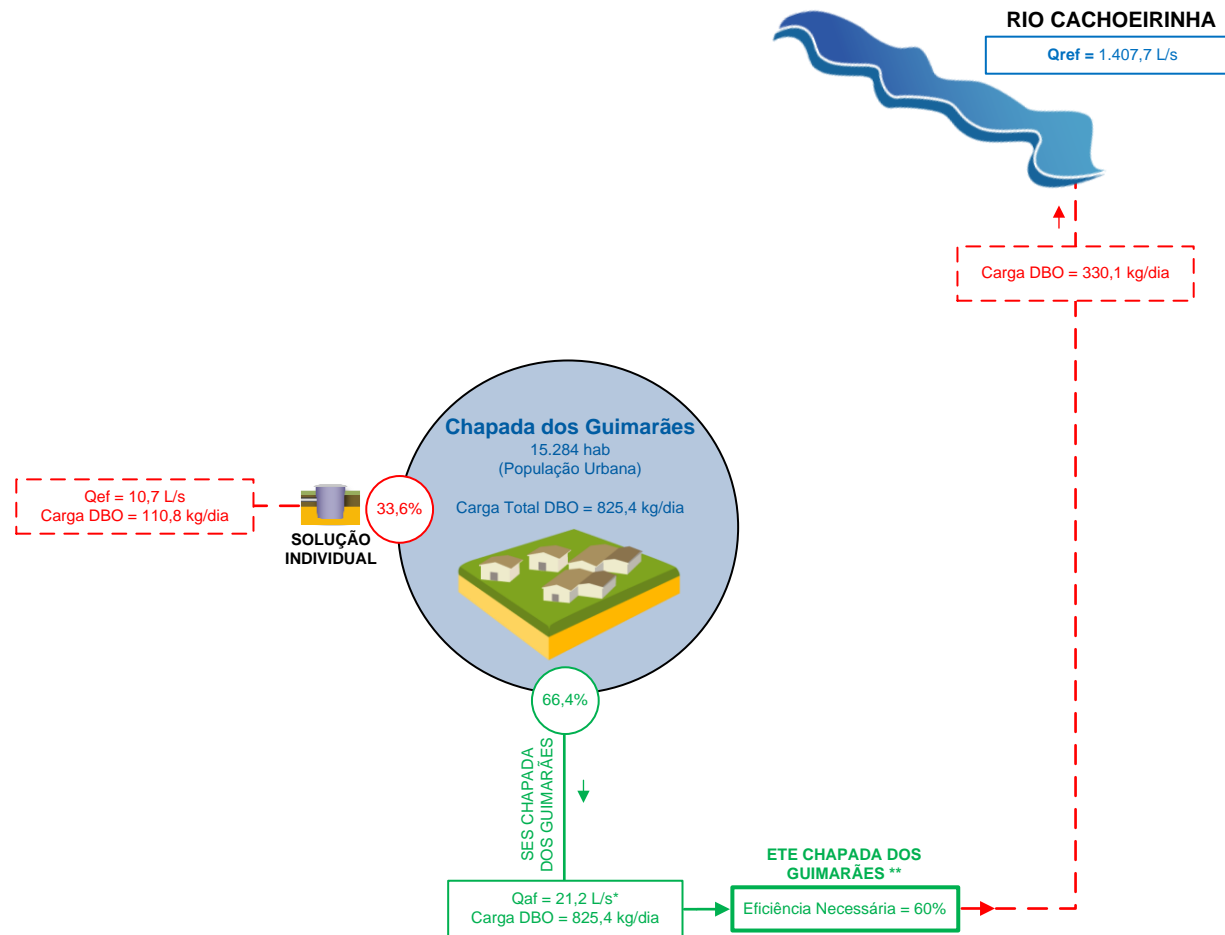 RIO CACHOEIRINHA
Qref = 1.407,7 L/s
Carga DBO = 330,1 kg/dia
Chapada dos Guimarães
15.284 hab
(População Urbana)
Carga Total DBO = 825,4 kg/dia
Qef = 10,7 L/s
Carga DBO = 110,8 kg/dia
33,6%
SOLUÇÃO
INDIVIDUAL
66,4%
SES CHAPADA
DOS GUIMARÃES
Qaf = 21,2 L/s*
Carga DBO = 825,4 kg/dia
ETE CHAPADA DOS
GUIMARÃES **
Eficiência Necessária = 60%